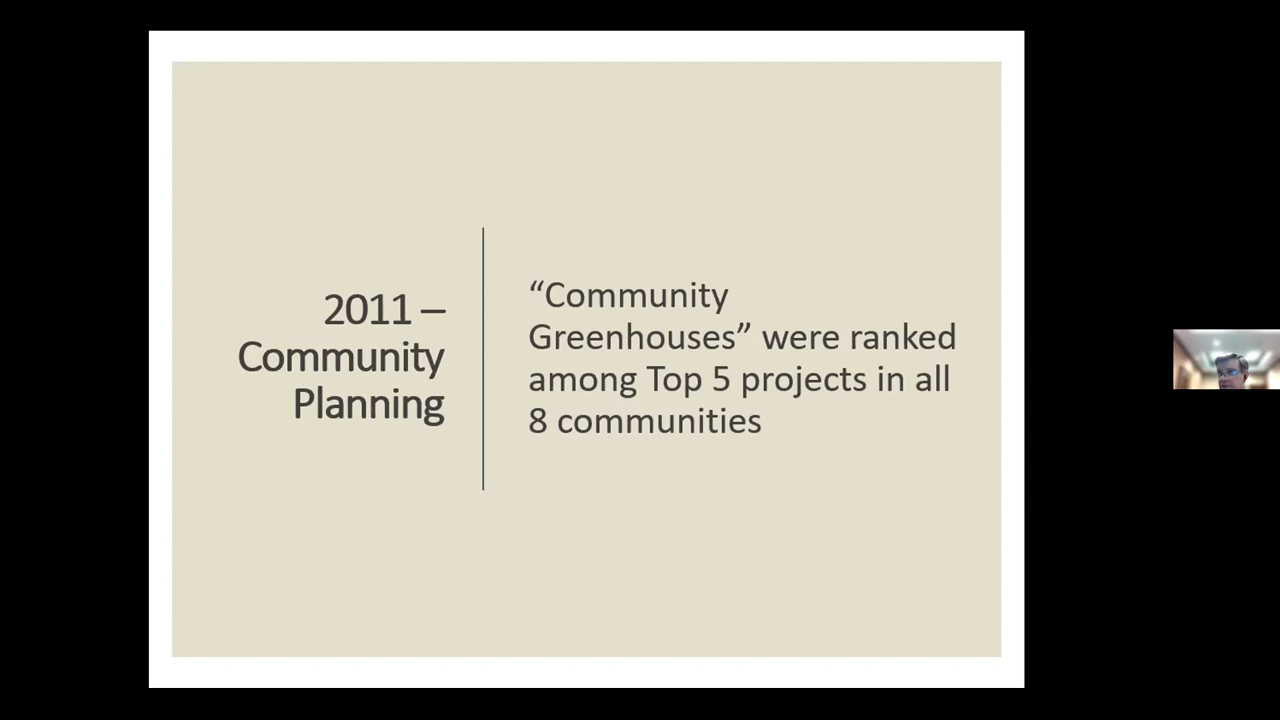 2011 –
Community
Planning
“Community
Greenhouses” were ranked
among Top 5 projects in all
8 communities